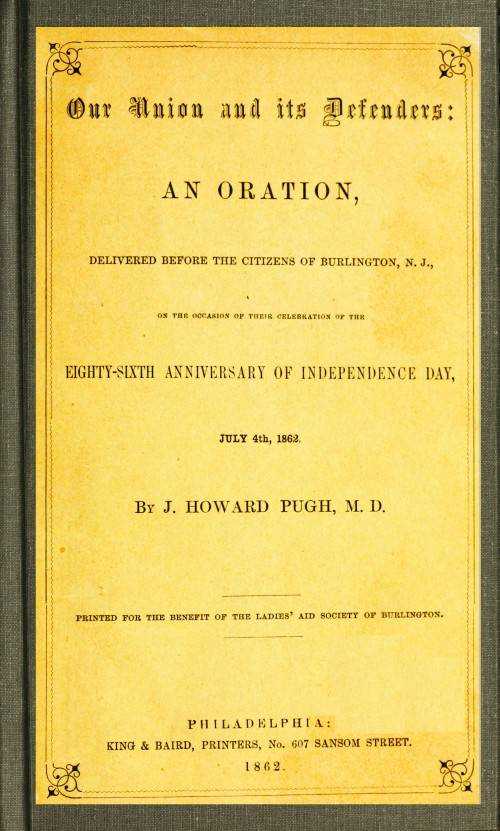 Our Union and its Defenders:
AN ORATION,
DELIVERED BEFORE THE CITIZENS OF BURLINGTON, N. J.,
ON THE OCCASION OF THEIR CELEBRATION OF THE
EIGHTY-SIXTH ANNIVERSARY OF INDEPENDENCE DAY,
JULY 4th, 1862.
By J. HOWARD PUGH, M. D.
PRINTED FOR THE BENEFIT OF THE LADIES' AID SOCIETY OF BURLINGTON.
PHILADELPHIA:
KING & BAIRD, PRINTERS, No. 607 SANSOM STREET.
1862.